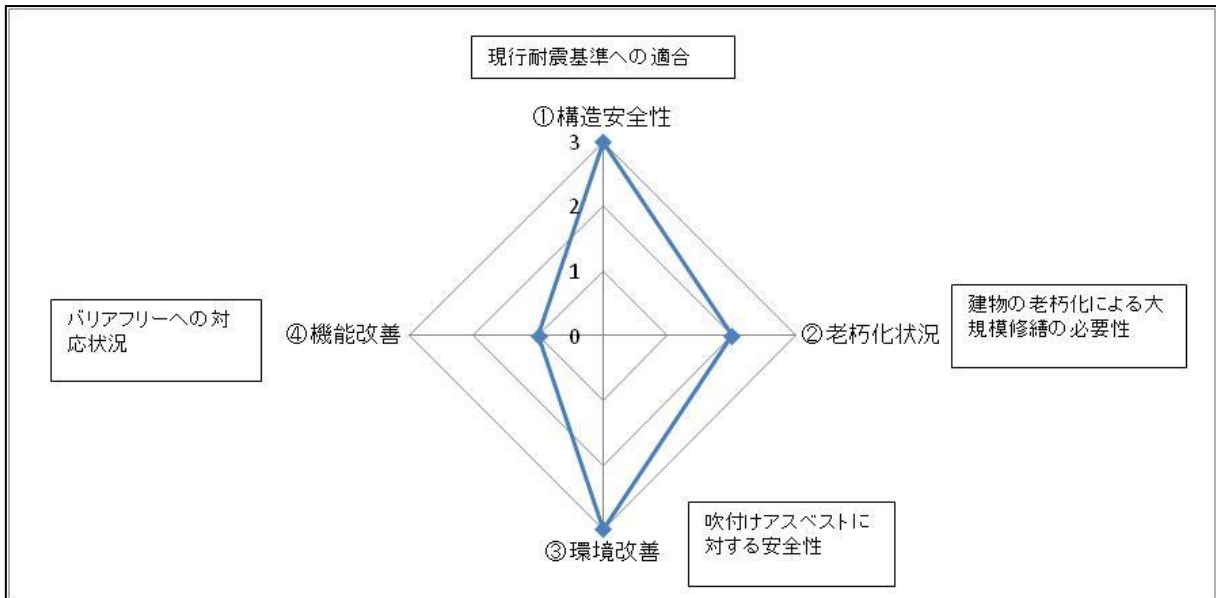 現行耐震基準への適合
①構造安全性
3
2
1
0
バリアフリーへの対
応状況
④機能改善
②老朽化状況
建物の老朽化による大
規模修繕の必要性
③環境改善
吹付けアスベストに
対する安全性